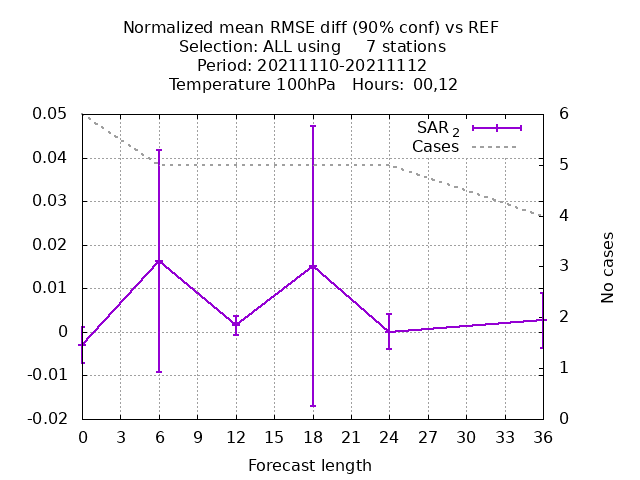 Normalized mean RMSE diff (90% conf) vs REF
Selection: ALL using     7 stations
Period: 20211110-20211112
Temperature 100hPa   Hours: 00,12
0.05
0.04
0.03
0.02
0.01
0
-0.01
-0.02
SAR 2
Cases
6
5
4
3
2
1
0
No cases
0 3 6 9 12 15 18 21 24 27 30 33 36
Forecast length